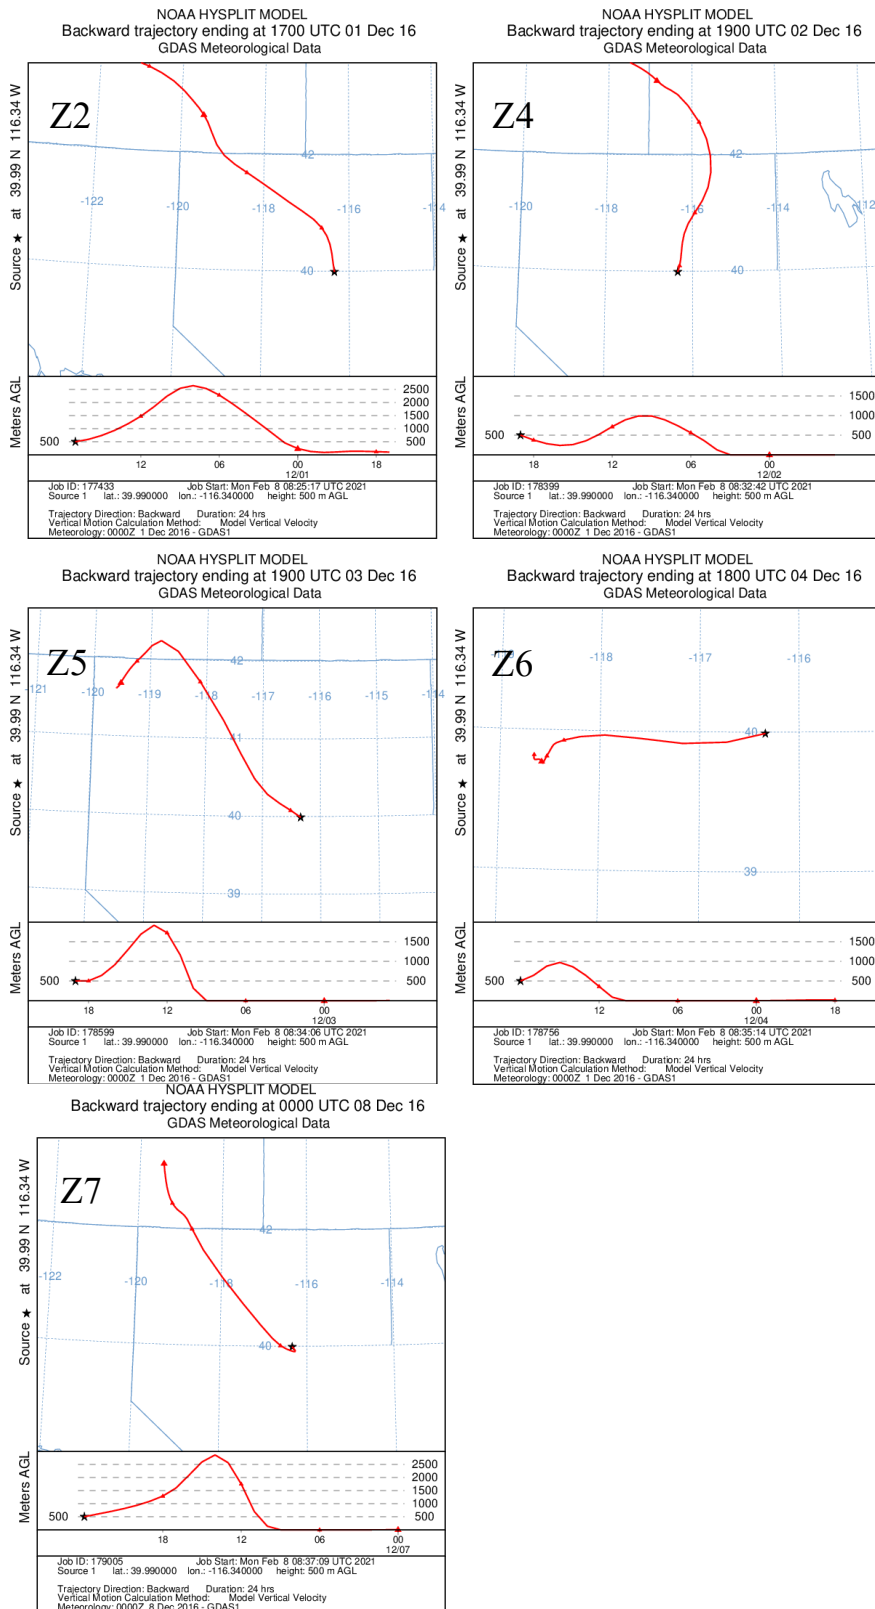 NOAA HYSPLIT MODEL
Backward trajectory ending at 1700 UTC 01 Dec 16
GDAS Meteorological Data
Source ★ at 39.99 N 116.34 W
Z2
42
-122
-120
-118
-116
-114
40
Meters AGL
500
2500
2000
1500
1000
500
12
06
00
18
12/01
Job ID: 177433 Job Start: Mon Feb 8 08:25:17 UTC 2021
Source 1 lat.: 39.990000 lon.: -116.340000 height: 500 m AGL
Trajectory Direction: Backward Duration: 24 hrs
Vertical Motion Calculation Method: Model Vertical Velocity
Meteorology: 0000Z 1 Dec 2016 - GDAS1
NOAA HYSPLIT MODEL
Backward trajectory ending at 1900 UTC 02 Dec 16
GDAS Meteorological Data
Source ★ at 39.99 N 116.34 W
Z4
42
-120
-118
-116
-114
40
Meters AGL
500
1500
1000
500
18
12
06
00
12/02
Job ID: 178399 Job Start: Mon Feb 8 08:32:42 UTC 2021
Source 1 lat.: 39.990000 lon.: -116.340000 height: 500 m AGL
Trajectory Direction: Backward Duration: 24 hrs
Vertical Motion Calculation Method: Model Vertical Velocity
Meteorology: 0000Z 1 Dec 2016 - GDAS1
NOAA HYSPLIT MODEL
Backward trajectory ending at 1900 UTC 03 Dec 16
GDAS Meteorological Data
Source ★ at 39.99 N 116.34 W
Z5
42
-121
-120
-119
-118
-117
-116
-115
-114
41
40
39
Meters AGL
500
1500
1000
500
18
12
06
00
12/03
Job ID: 178599 Job Start: Mon Feb 8 08:34:06 UTC 2021
Source 1 lat.: 39.990000 lon.: -116.340000 height: 500 m AGL
Trajectory Direction: Backward Duration: 24 hrs
Vertical Motion Calculation Method: Model Vertical Velocity
Meteorology: 0000Z 1 Dec 2016 - GDAS1
NOAA HYSPLIT MODEL
Backward trajectory ending at 1800 UTC 04 Dec 16
GDAS Meteorological Data
Source ★ at 39.99 N 116.34 W
Z6
-118
-117
-116
40
39
Meters AGL
500
1500
1000
500
12
06
00
18
12/04
Job ID: 178756 Job Start: Mon Feb 8 08:35:14 UTC 2021
Source 1 lat.: 39.990000 lon.: -116.340000 height: 500 m AGL
Trajectory Direction: Backward Duration: 24 hrs
Vertical Motion Calculation Method: Model Vertical Velocity
Meteorology: 0000Z 1 Dec 2016 - GDAS1
NOAA HYSPLIT MODEL
Backward trajectory ending at 0000 UTC 08 Dec 16
GDAS Meteorological Data
Source ★ at 39.99 N 116.34 W
Z7
42
-122
-120
-118
-116
-114
40
Meters AGL
500
2500
2000
1500
1000
500
18
12
06
00
12/07
Job ID: 179005 Job Start: Mon Feb 8 08:37:09 UTC 2021
Source 1 lat.: 39.990000 lon.: -116.340000 height: 500 m AGL
Trajectory Direction: Backward Duration: 24 hrs
Vertical Motion Calculation Method: Model Vertical Velocity
Meteorology: 0000Z 8 Dec 2016 - GDAS1